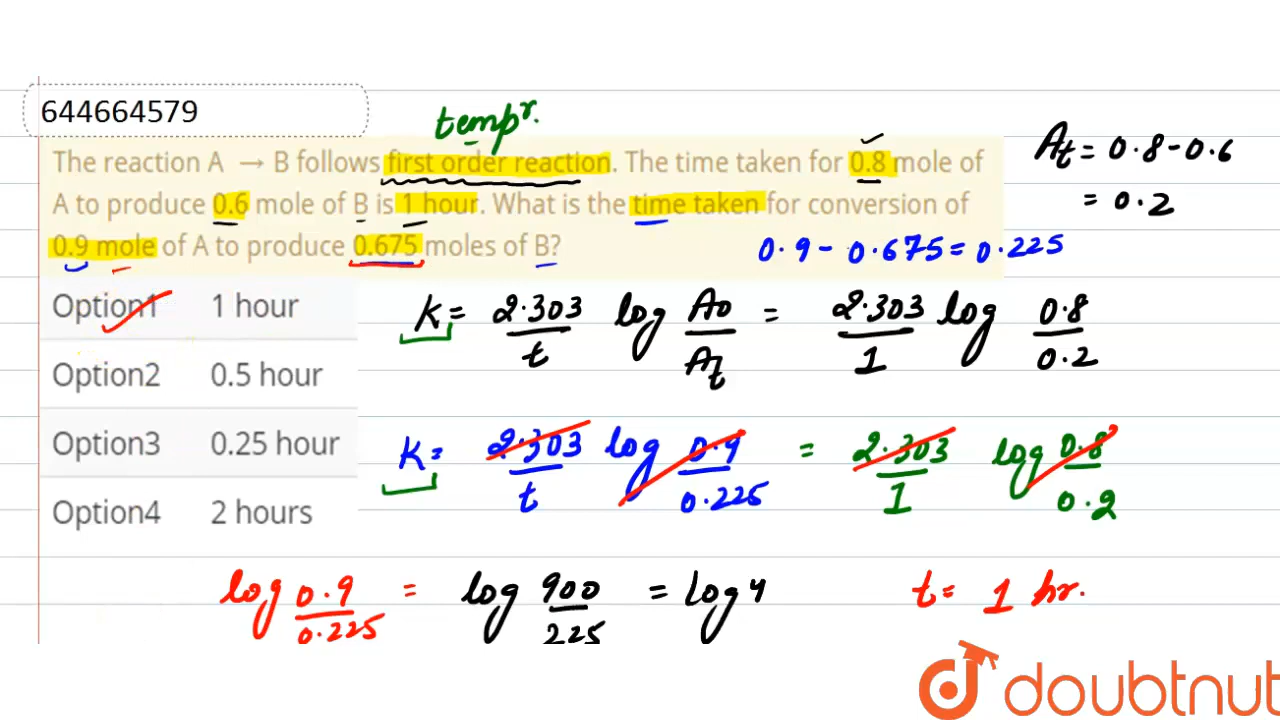 644664579
tempr.
The reaction A → B follows first order reaction. The time taken for 0.8 mole of
A to produce 0.6 mole of B is 1 hour. What is the time taken for conversion of
0.9 mole of A to produce 0.675 moles of B?
At = 0.8-0.6
= 0.2
0.9-0.675=0.225
Option1 1 hour
Option2 0.5 hour
Option3 0.25 hour
Option4 2 hours
K = 2.303/t log A0/At = 2.303/1 log 0.8/0.2
K = 2.303/t log 0.9/0.225 = 2.303/1 log 0.8/0.2
log 0.9/0.225 = log 900/225 = log 4
t = 1 hr.
doubtnut